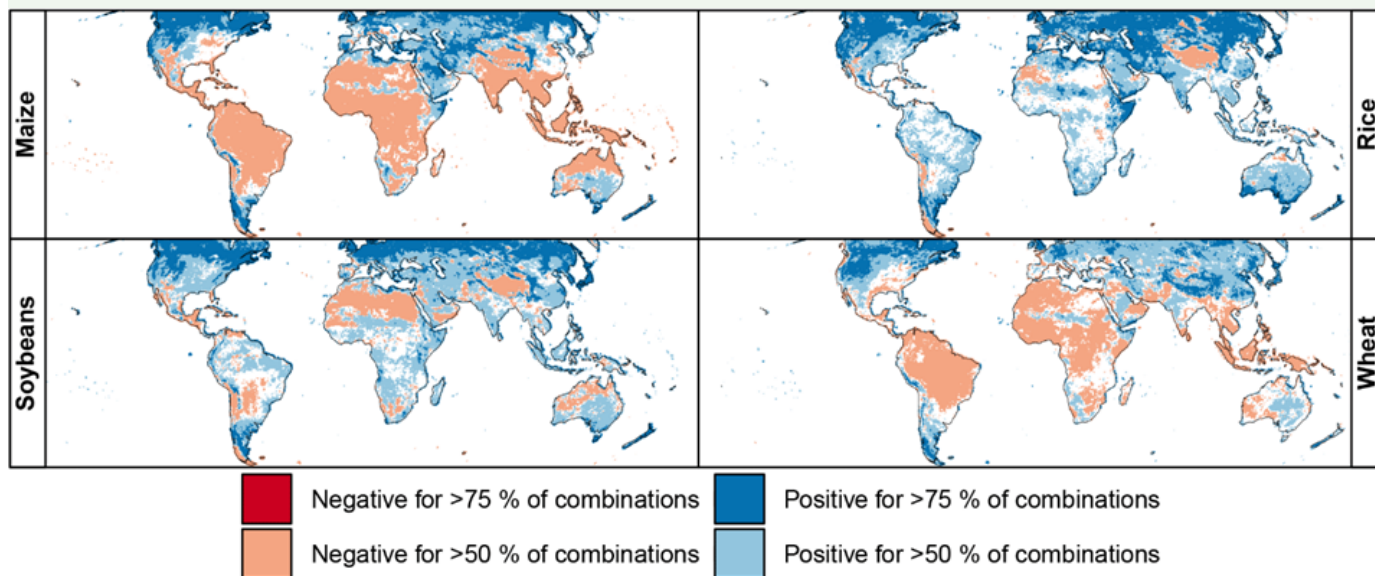 Maize
Rice
Soybeans
Wheat
Negative for >75 % of combinations
Positive for >75 % of combinations
Negative for >50 % of combinations
Positive for >50 % of combinations